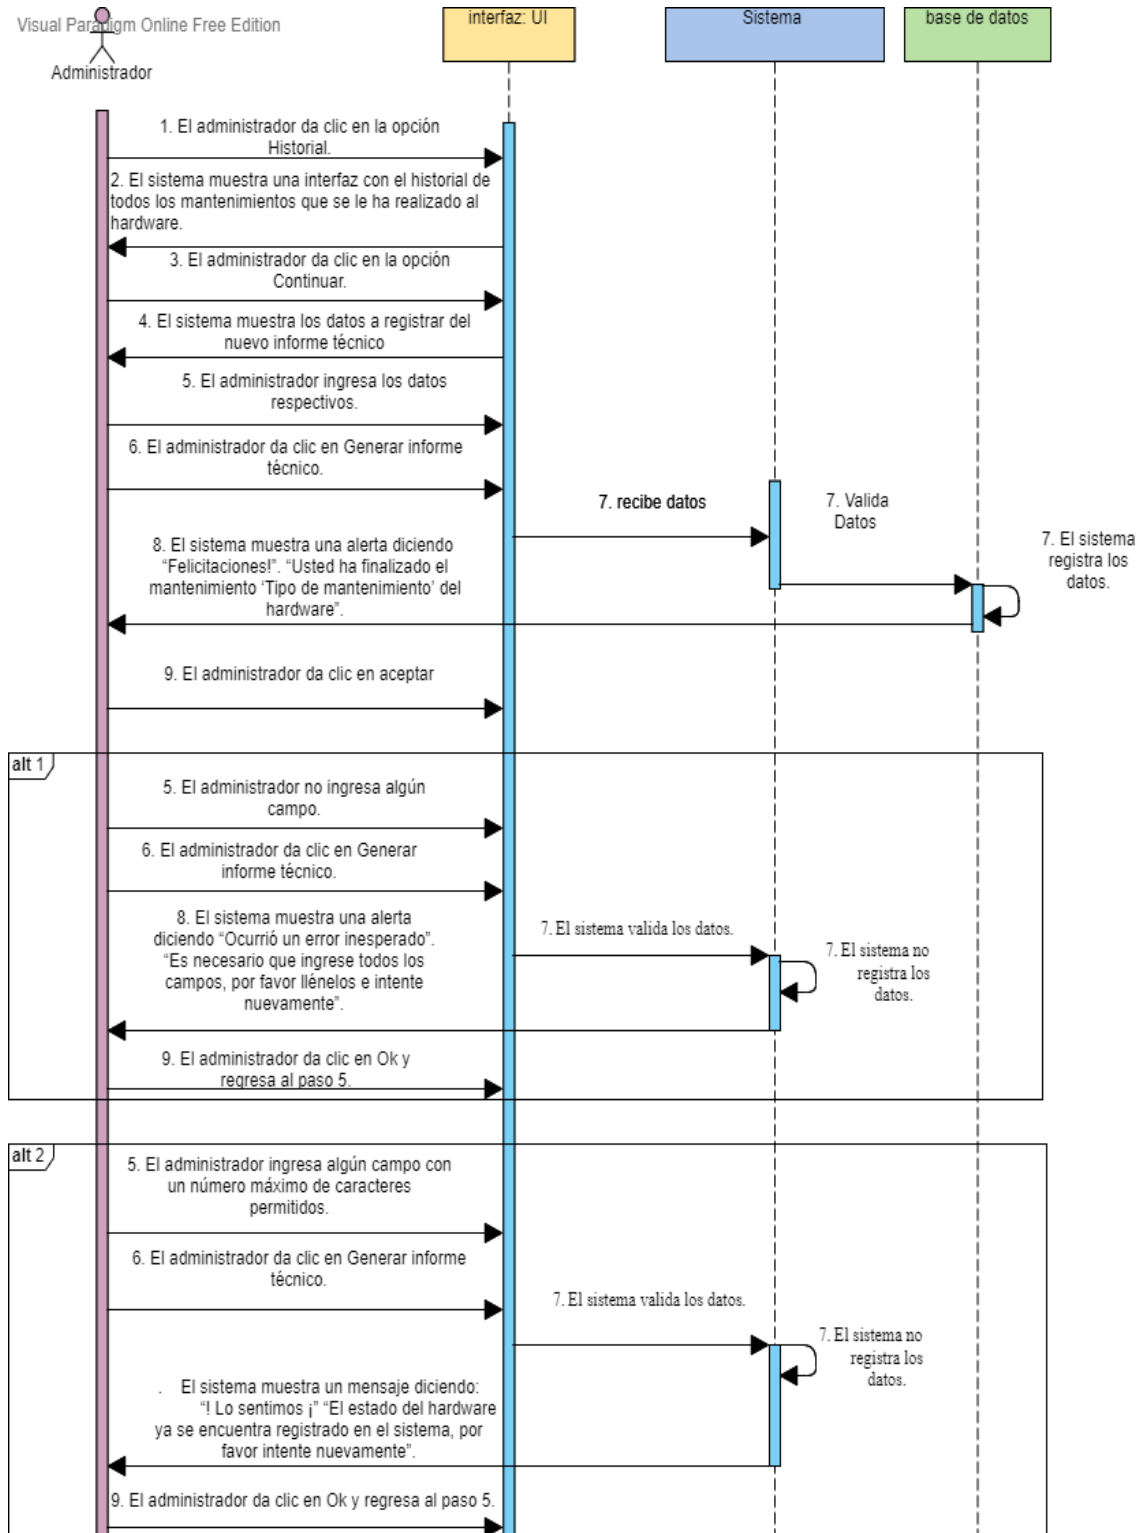 Visual Paradigm Online Free Edition
Administrador
interfaz: UI
Sistema
base de datos
1. El administrador da clic en la opción
Historial.
2. El sistema muestra una interfaz con el historial de
todos los mantenimientos que se le ha realizado al
hardware.
3. El administrador da clic en la opción
Continuar.
4. El sistema muestra los datos a registrar del
nuevo informe técnico
5. El administrador ingresa los datos
respectivos.
6. El administrador da clic en Generar informe
técnico.
7. recibe datos
7. Valida
Datos
7. El sistema
registra los
datos.
8. El sistema muestra una alerta diciendo
“Felicitaciones!”. “Usted ha finalizado el
mantenimiento ‘Tipo de mantenimiento’ del
hardware”.
9. El administrador da clic en aceptar
alt 1
5. El administrador no ingresa algún
campo.
6. El administrador da clic en Generar
informe técnico.
7. El sistema valida los datos.
7. El sistema no
registra los
datos.
8. El sistema muestra una alerta
diciendo “Ocurrió un error inesperado”.
“Es necesario que ingrese todos los
campos, por favor llénelos e intente
nuevamente”.
9. El administrador da clic en Ok y
regresa al paso 5.
alt 2
5. El administrador ingresa algún campo con
un número máximo de caracteres
permitidos.
6. El administrador da clic en Generar informe
técnico.
7. El sistema valida los datos.
7. El sistema no
registra los
datos.
. El sistema muestra un mensaje diciendo:
“! Lo sentimos ¡” “El estado del hardware
ya se encuentra registrado en el sistema, por
favor intente nuevamente”.
9. El administrador da clic en Ok y regresa al paso 5.